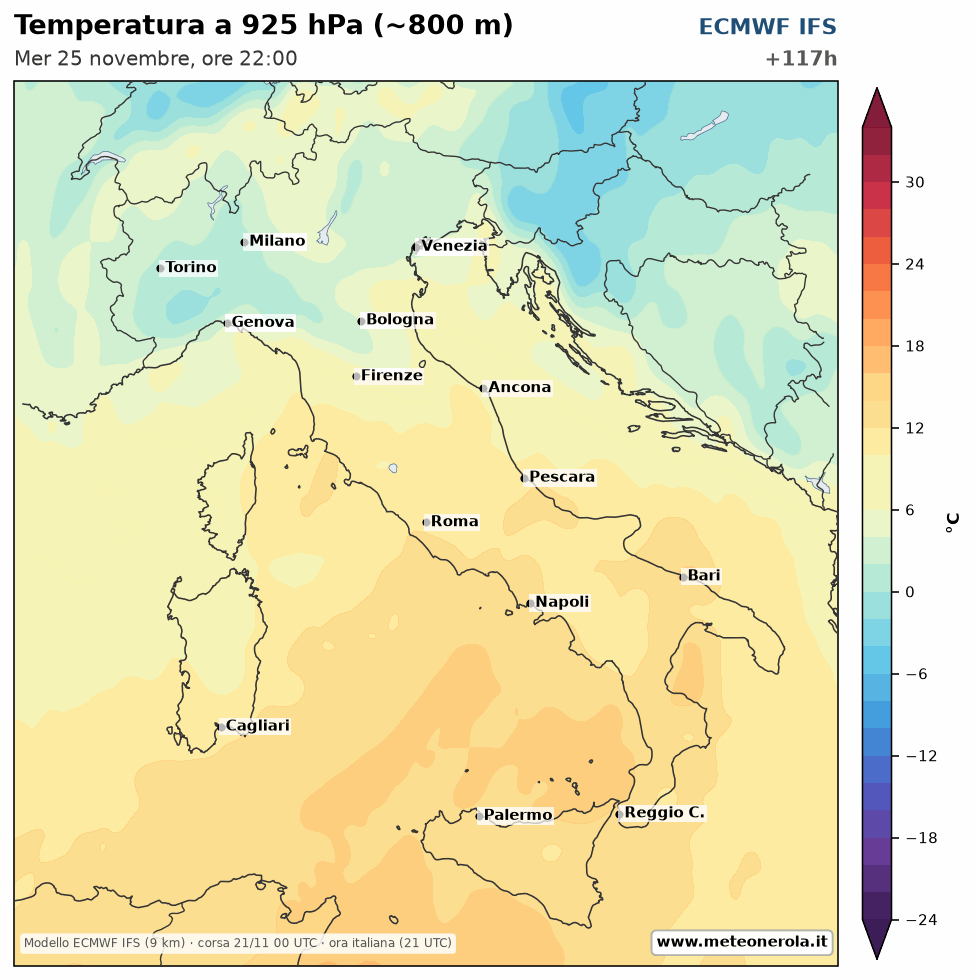 Temperatura a 925 hPa (~800 m)
ECMWF IFS
Mer 25 novembre, ore 22:00
+117h
Milano
Venezia
Torino
Genova
Bologna
Firenze
Ancona
Pescara
Roma
Bari
Napoli
Cagliari
Palermo
Reggio C.
30
24
18
12
6
0
−6
−12
−18
−24
°C
Modello ECMWF IFS (9 km) · corsa 21/11 00 UTC · ora italiana (21 UTC)
www.meteonerola.it